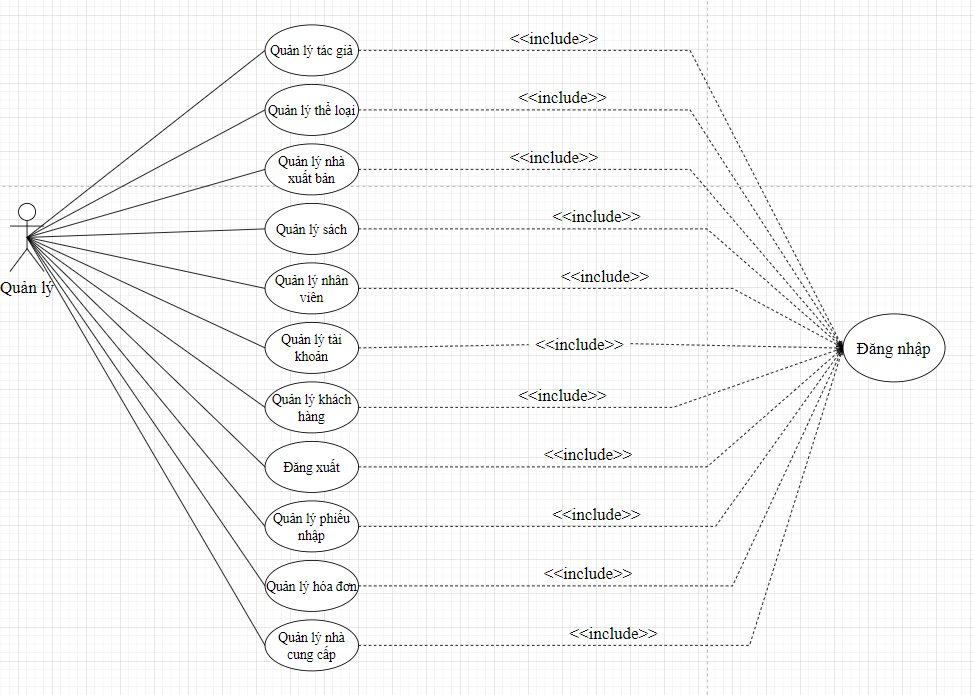 Quản lý tác giả
<<include>>
Quản lý thể loại
<<include>>
Quản lý nhà
xuất bản
<<include>>
Quản lý sách
<<include>>
Quản lý
Quản lý nhân
viên
<<include>>
Quản lý tài
khoản
<<include>>
Đăng nhập
Quản lý khách
hàng
<<include>>
Đăng xuất
<<include>>
Quản lý phiếu
nhập
<<include>>
Quản lý hóa đơn
<<include>>
Quản lý nhà
cung cấp
<<include>>